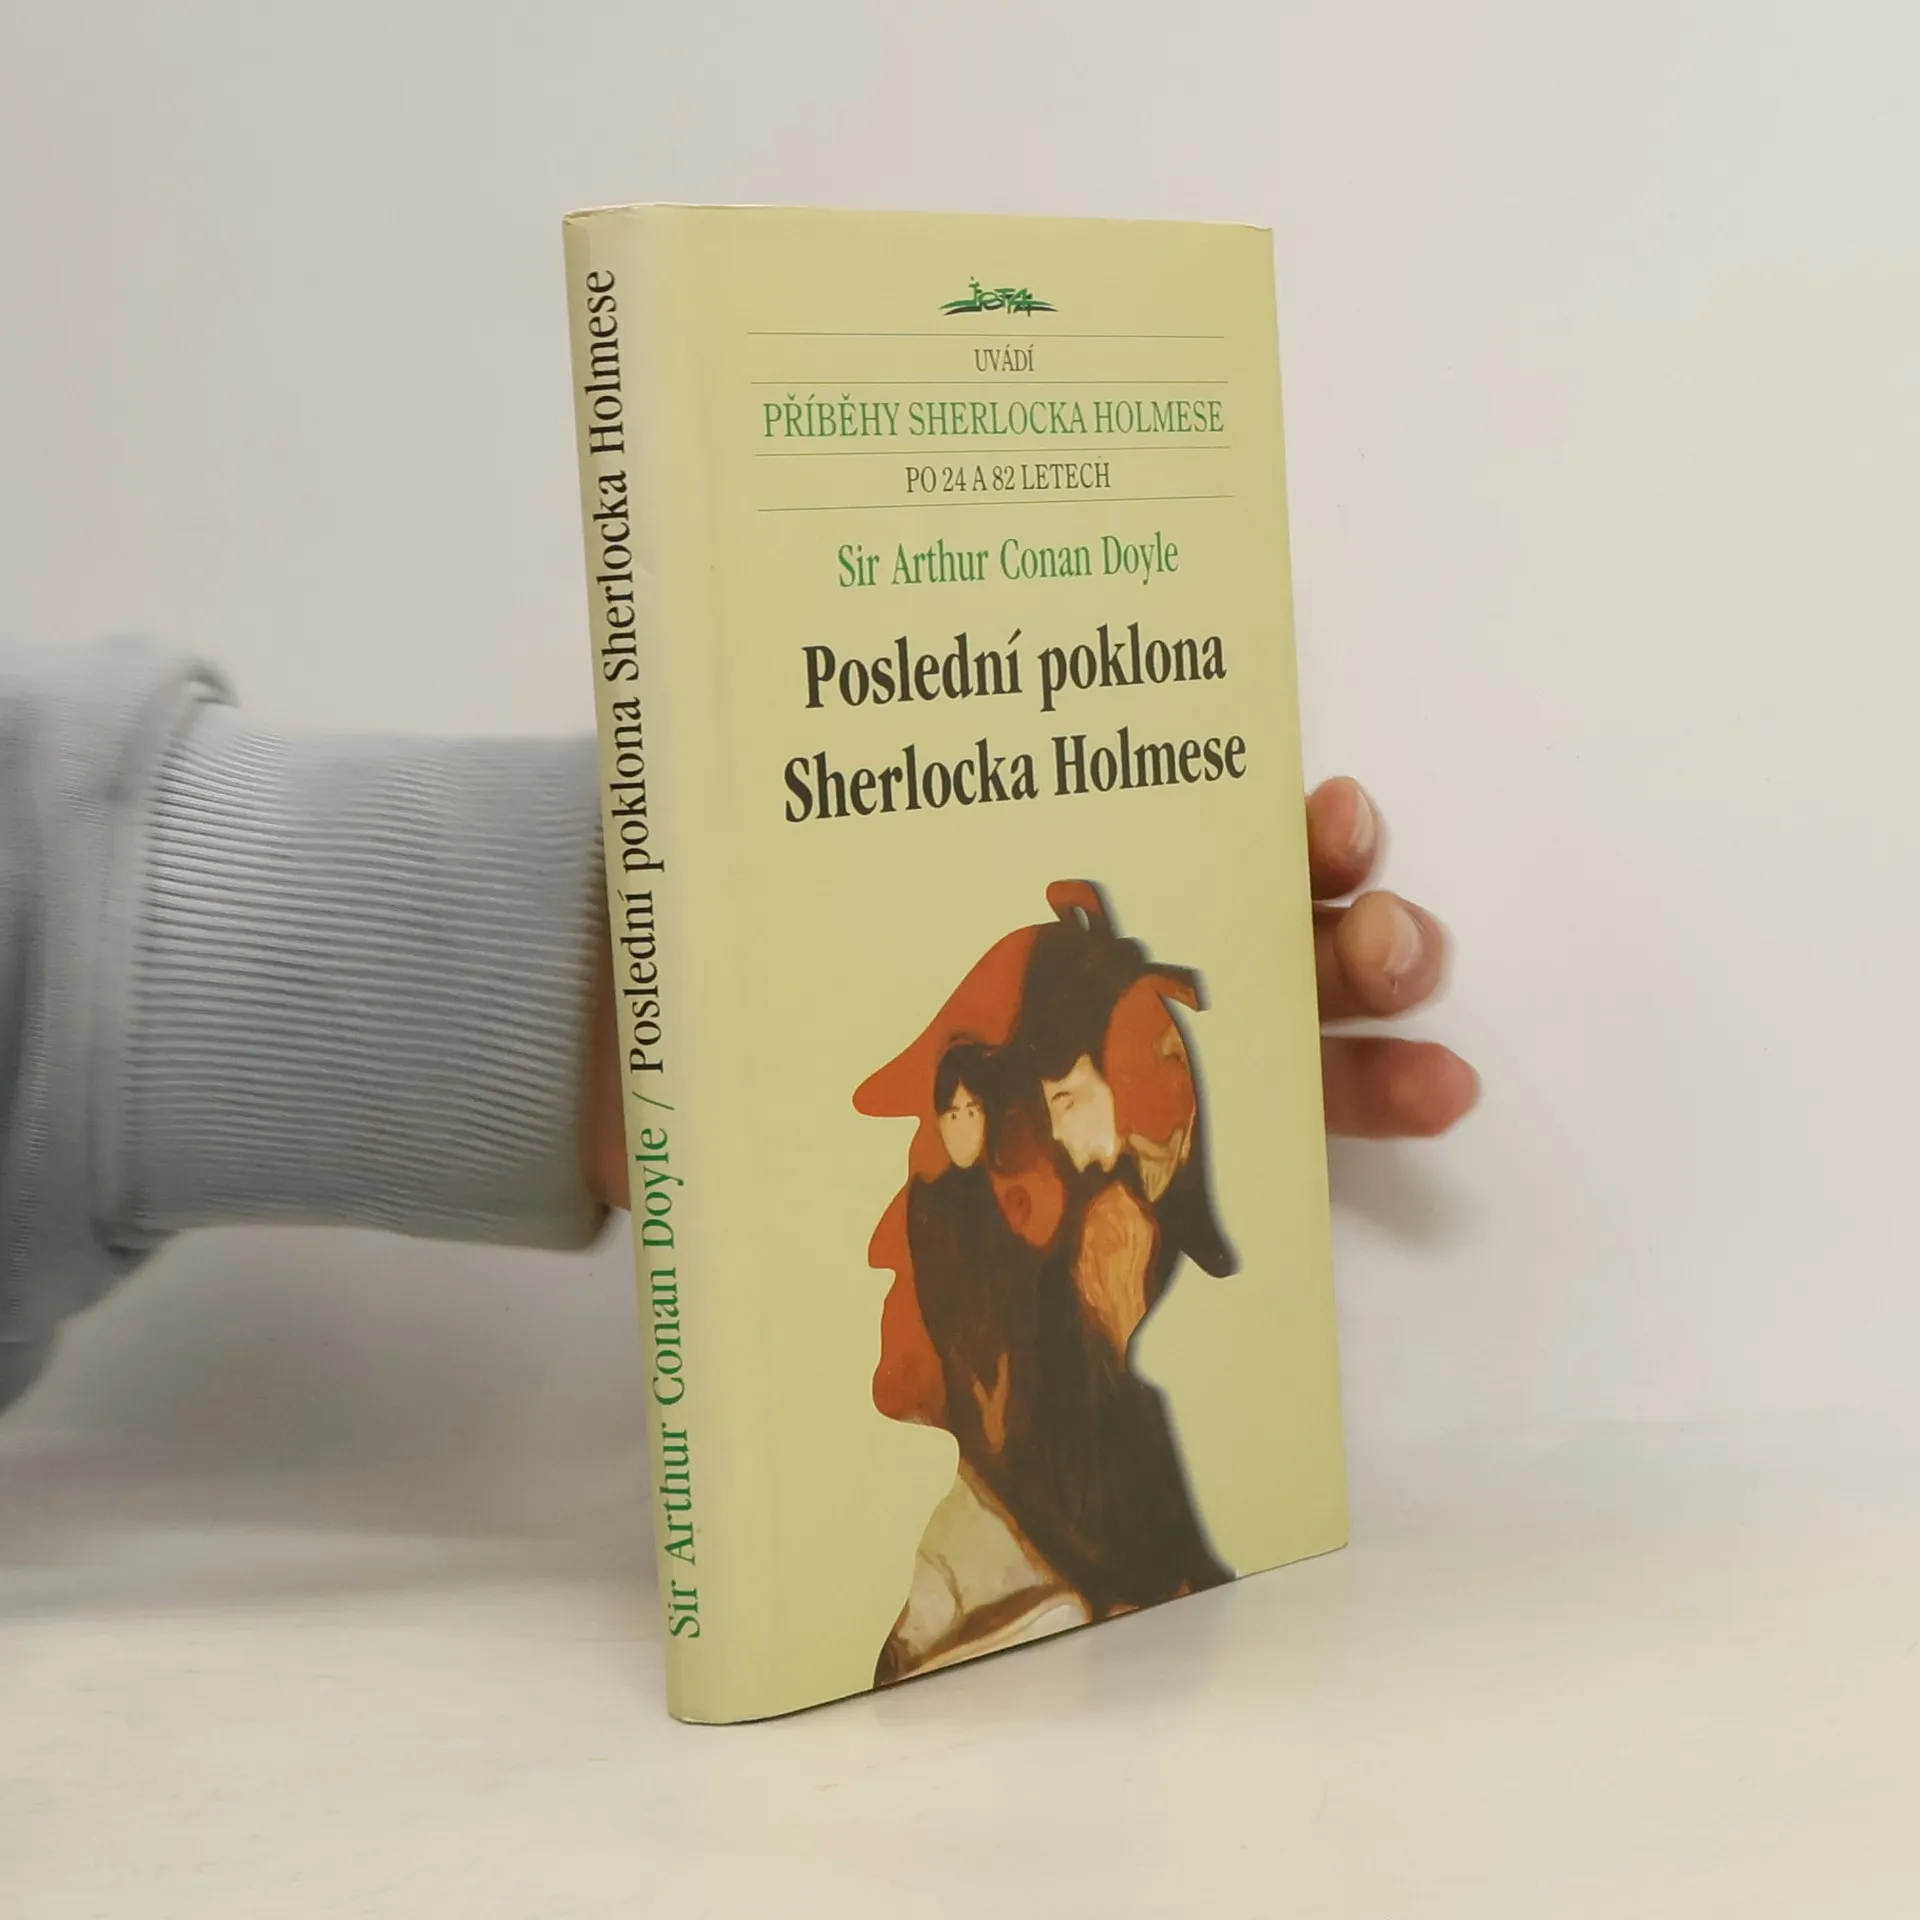 JOTA
UVÁDÍ
PŘÍBĚHY SHERLOCKA HOLMESE
PO 24 A 82 LETECH
Sir Arthur Conan Doyle
Poslední poklona
Sherlocka Holmese
Sir Arthur Conan Doyle / Poslední poklona Sherlocka Holmese